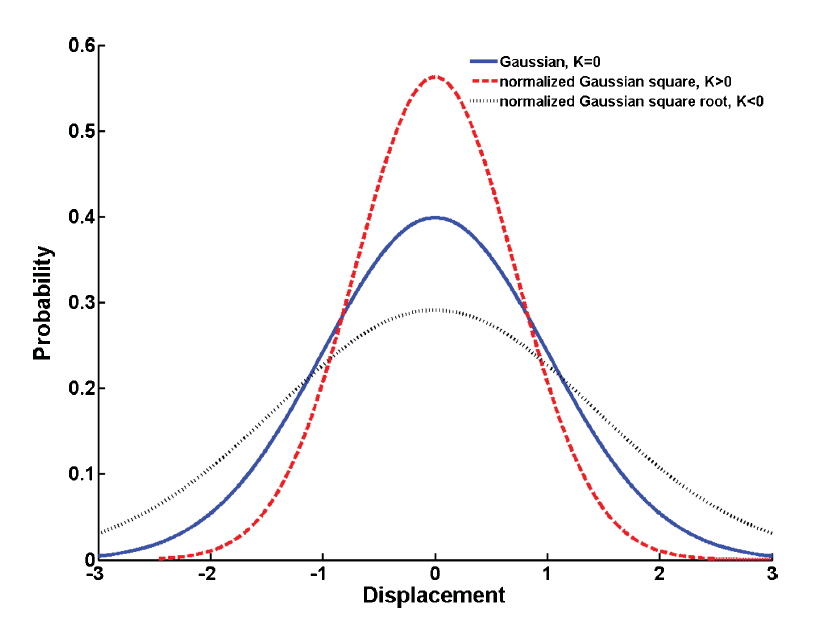 0.6
Gaussian, K=0
normalized Gaussian square, K>0
normalized Gaussian square root, K<0
0.5
0.4
Probability
0.3
0.2
0.1
0
-3 -2 -1 0 1 2 3
Displacement